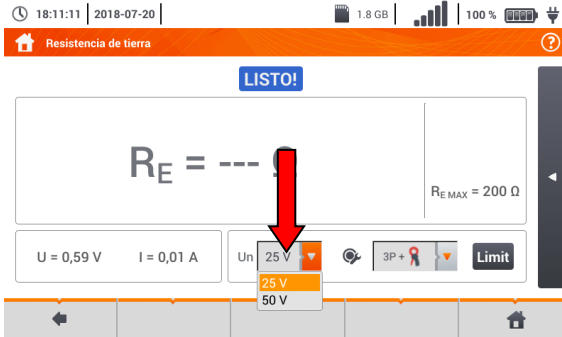 18:11:11 2018-07-20 1.8 GB 100 %
Resistencia de tierra ?
LISTO!
RE = --- Ω
RE MAX = 200 Ω
U = 0,59 V I = 0,01 A Un 25 V 3P + Limit
25 V
50 V